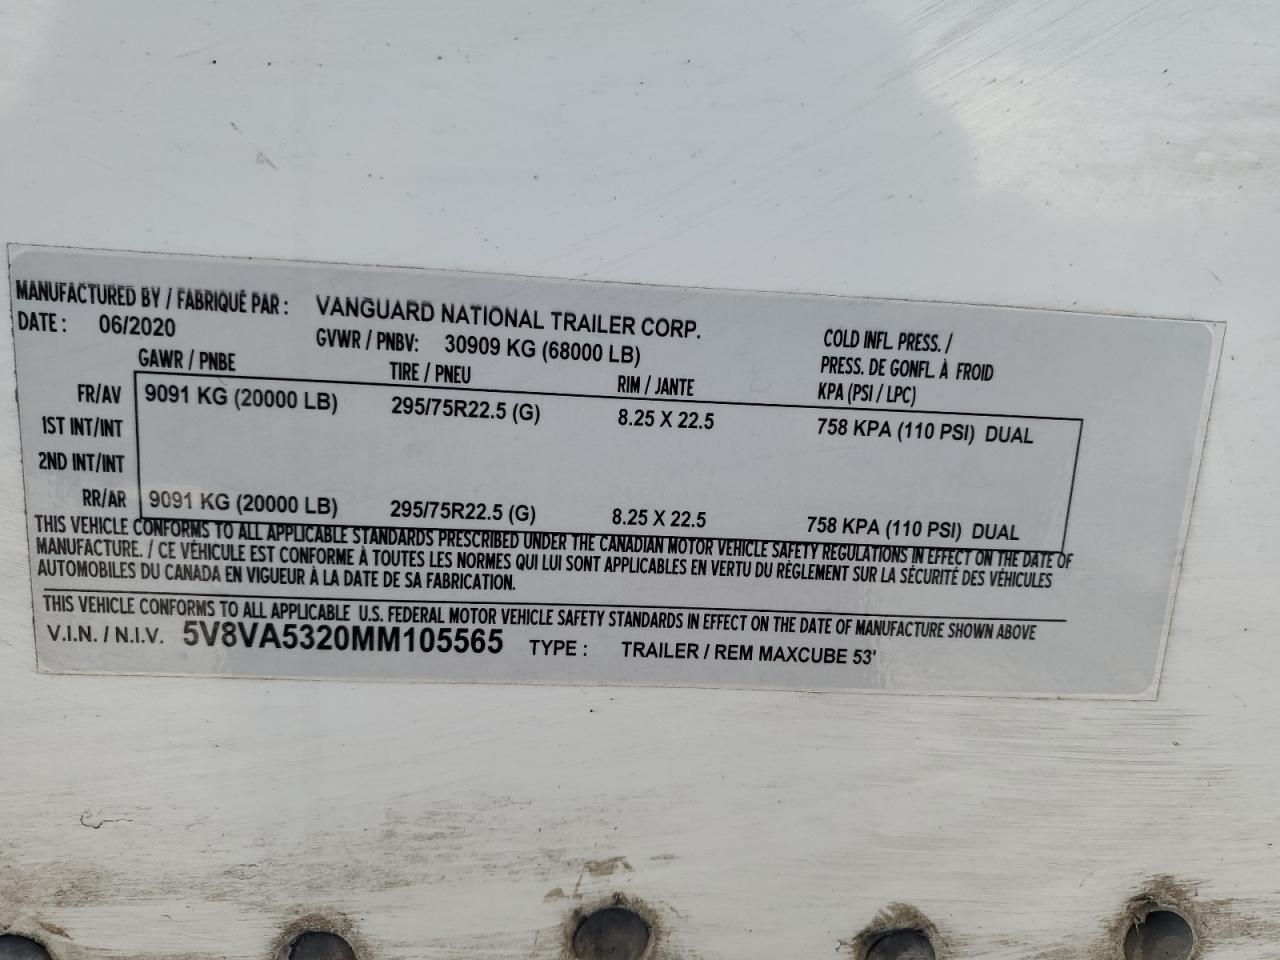 MANUFACTURED BY / FABRIQUÉ PAR : VANGUARD NATIONAL TRAILER CORP.
DATE : 06/2020 GVWR / PNBV: 30909 KG (68000 LB)
COLD INFL. PRESS. /
PRESS. DE GONFL. À FROID
GAWR / PNBE TIRE / PNEU RIM / JANTE KPA (PSI / LPC)
FR/AV 9091 KG (20000 LB) 295/75R22.5 (G) 8.25 X 22.5 758 KPA (110 PSI) DUAL
1ST INT/INT
2ND INT/INT
RR/AR 9091 KG (20000 LB) 295/75R22.5 (G) 8.25 X 22.5 758 KPA (110 PSI) DUAL
THIS VEHICLE CONFORMS TO ALL APPLICABLE STANDARDS PRESCRIBED UNDER THE CANADIAN MOTOR VEHICLE SAFETY REGULATIONS IN EFFECT ON THE DATE OF
MANUFACTURE. / CE VÉHICULE EST CONFORME À TOUTES LES NORMES QUI LUI SONT APPLICABLES EN VERTU DU RÈGLEMENT SUR LA SÉCURITÉ DES VÉHICULES
AUTOMOBILES DU CANADA EN VIGUEUR À LA DATE DE SA FABRICATION.
THIS VEHICLE CONFORMS TO ALL APPLICABLE U.S. FEDERAL MOTOR VEHICLE SAFETY STANDARDS IN EFFECT ON THE DATE OF MANUFACTURE SHOWN ABOVE
V.I.N. / N.I.V. 5V8VA5320MM105565 TYPE : TRAILER / REM MAXCUBE 53'